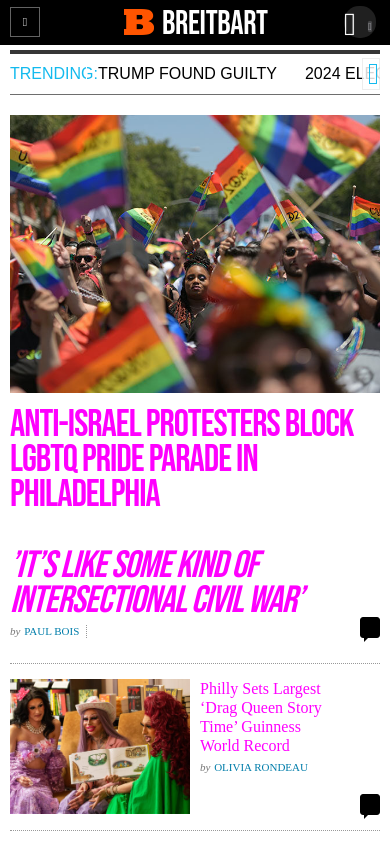 BREITBART
TRENDING: TRUMP FOUND GUILTY 2024
ANTI-ISRAEL PROTESTERS BLOCK
LGBTQ PRIDE PARADE IN
PHILADELPHIA
’IT’S LIKE SOME KIND OF
INTERSECTIONAL CIVIL WAR’
by PAUL BOIS
Philly Sets Largest
‘Drag Queen Story
Time’ Guinness
World Record
by OLIVIA RONDEAU